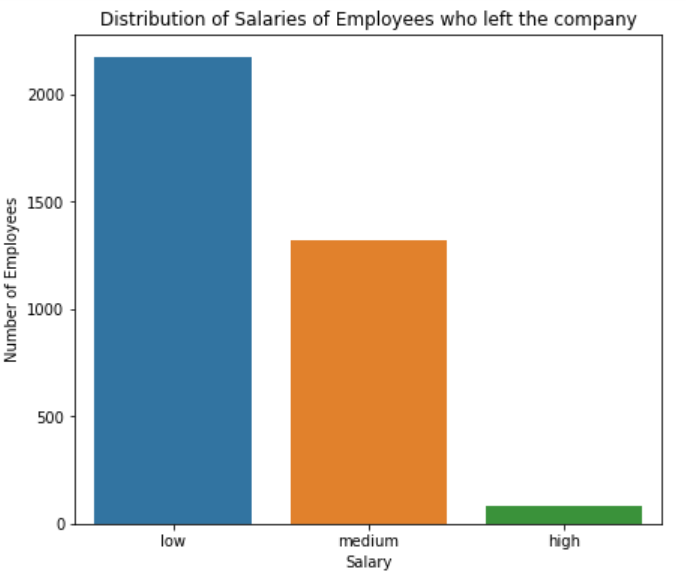 Distribution of Salaries of Employees who left the company
Number of Employees
2000
1500
1000
500
0
low
medium
high
Salary